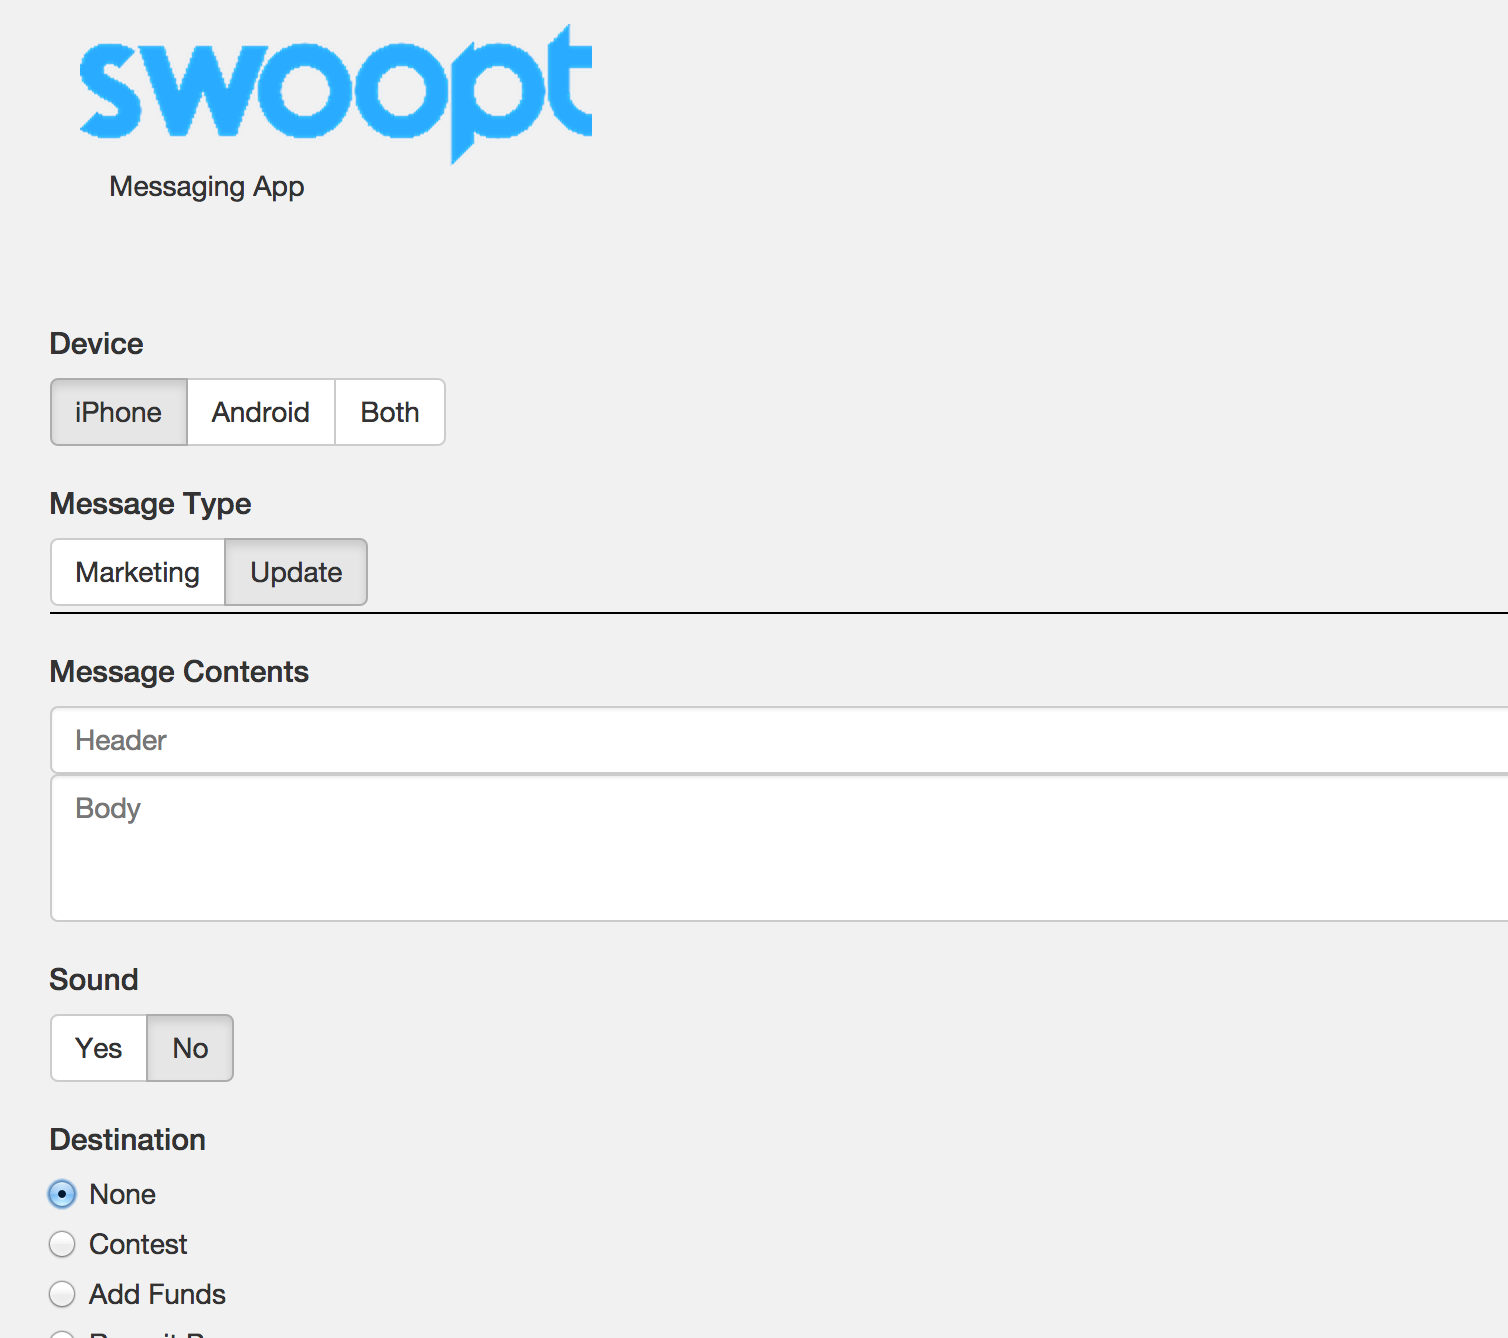 swoopt
Messaging App
Device
iPhone Android Both
Message Type
Marketing Update
Message Contents
Header
Body
Sound
Yes No
Destination
None
Contest
Add Funds